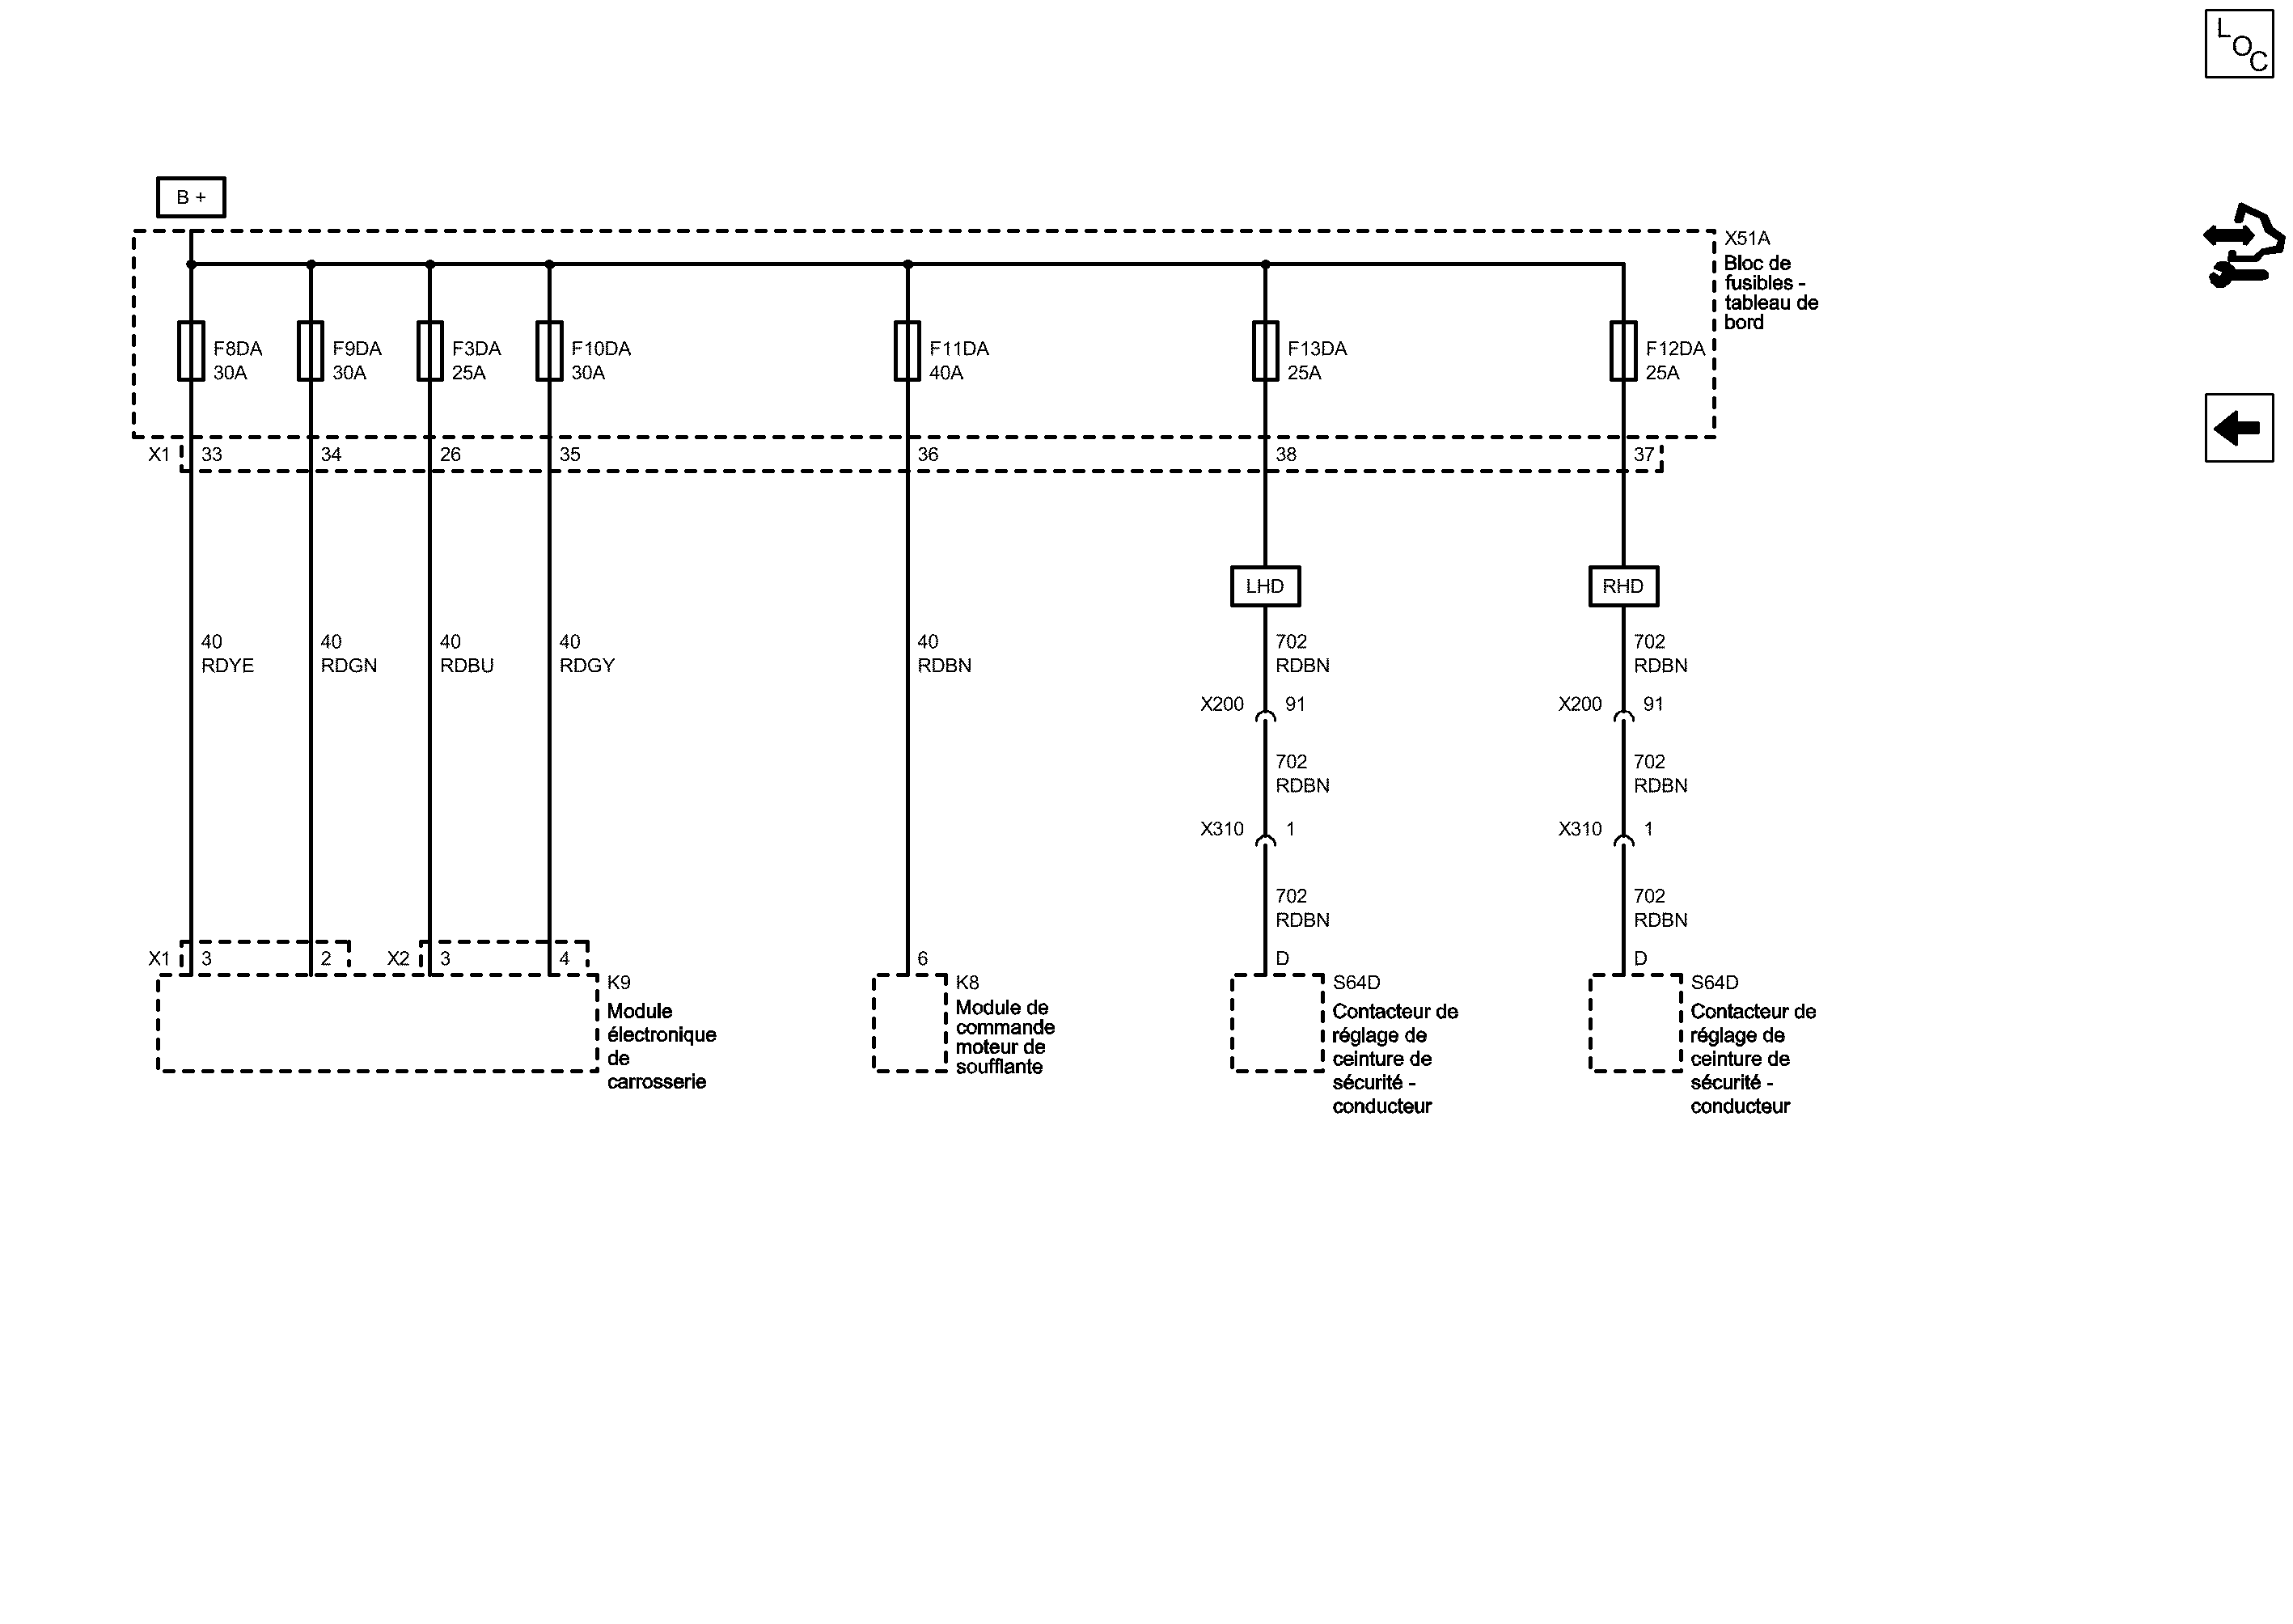 L
O
C
B +
X51A
Bloc de
fusibles -
tableau de
bord
F8DA
30A
F9DA
30A
F3DA
25A
F10DA
30A
F11DA
40A
F13DA
25A
F12DA
25A
X1 33 34 26 35 36 38 37
LHD
RHD
40
RDYE
40
RDGN
40
RDBU
40
RDGY
40
RDBN
702
RDBN
702
RDBN
X200 91
X200 91
702
RDBN
702
RDBN
X310 1
X310 1
702
RDBN
702
RDBN
X1 3 2 X2 3 4 6 D D
K9
Module
électronique
de
carrosserie
K8
Module de
commande
moteur de
soufflante
S64D
Contacteur de
réglage de
ceinture de
sécurité -
conducteur
S64D
Contacteur de
réglage de
ceinture de
sécurité -
conducteur